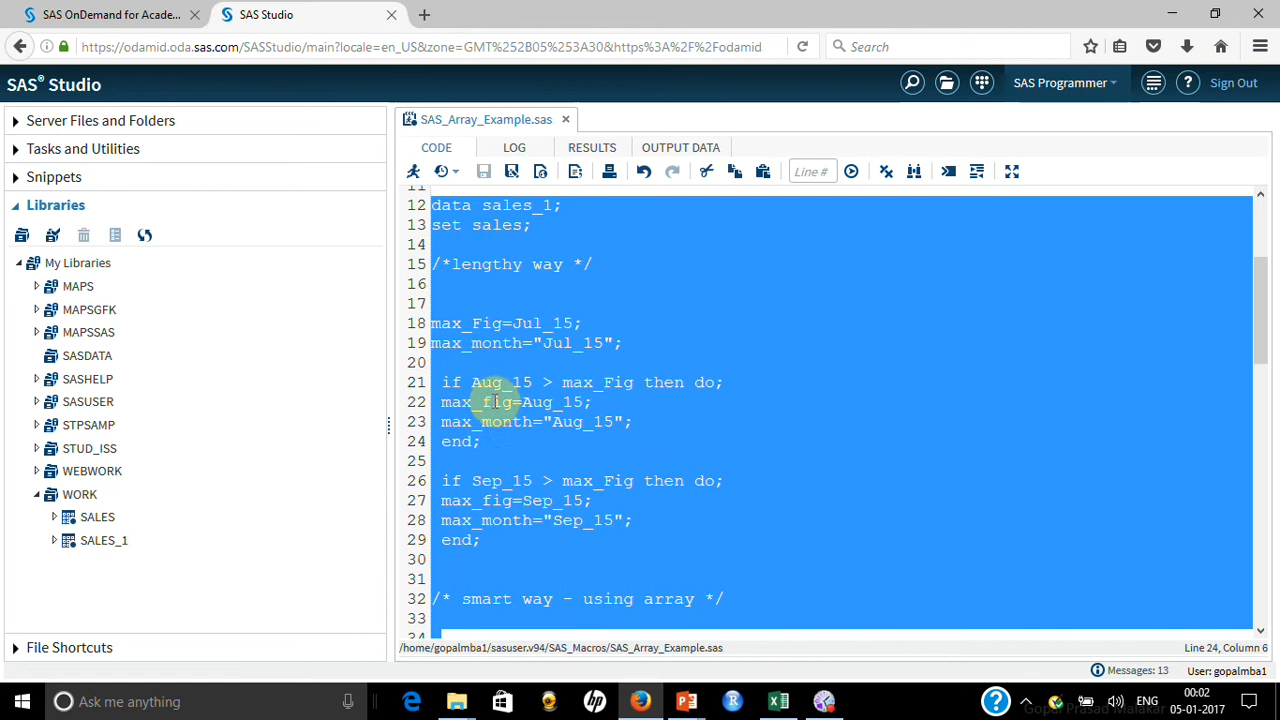 SAS OnDemand for Acade...
SAS Studio
https://odamid.oda.sas.com/SASStudio/main?locale=en_US&zone=GMT%252B05%253A30&https%3A%2F%2Fodamid
Search
SAS® Studio
SAS Programmer
Sign Out
Server Files and Folders
Tasks and Utilities
Snippets
Libraries
My Libraries
MAPS
MAPSGFK
MAPSSAS
SASDATA
SASHELP
SASUSER
STPSAMP
STUD_ISS
WEBWORK
WORK
SALES
SALES_1
File Shortcuts
SAS_Array_Example.sas
CODE LOG RESULTS OUTPUT DATA
Line #
11
12 data sales_1;
13 set sales;
14
15 /*lengthy way */
16
17
18 max_Fig=Jul_15;
19 max_month="Jul_15";
20
21 if Aug_15 > max_Fig then do;
22 max_fig=Aug_15;
23 max_month="Aug_15";
24 end;
25
26 if Sep_15 > max_Fig then do;
27 max_fig=Sep_15;
28 max_month="Sep_15";
29 end;
30
31
32 /* smart way - using array */
33
34
/home/gopalmba1/sasuser.v94/SAS_Macros/SAS_Array_Example.sas
Line 24, Column 6
Messages: 13
User: gopalmba1
Ask me anything
ENG
00:02
05-01-2017
Gopal Prasad Malakar